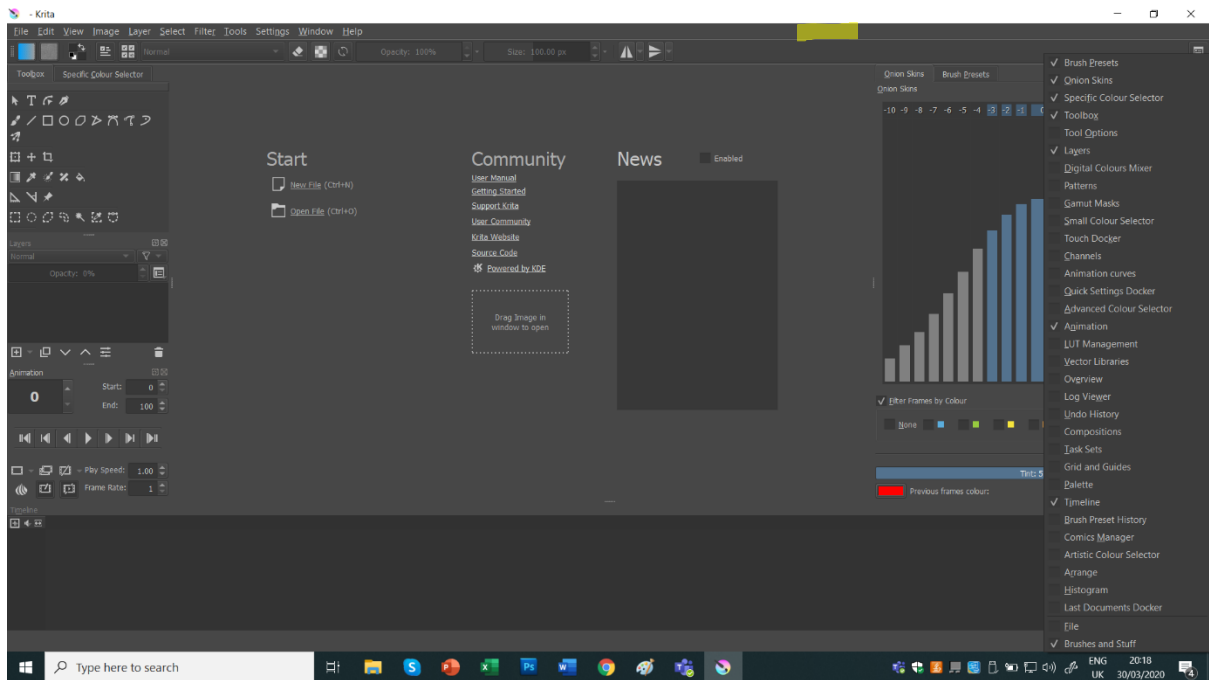 - Krita
File Edit View Image Layer Select Filter Tools Settings Window Help
Normal Opacity: 100% Size: 100.00 px
Toolbox Specific Colour Selector
Layers
Normal
Opacity: 0%
Animation
0
Start: 0
End: 100
Play Speed: 1.00
Frame Rate: 1
Timeline
Start
New File (Ctrl+N)
Open File (Ctrl+O)
Community
User Manual
Getting Started
Support Krita
User Community
Krita Website
Source Code
Powered by KDE
Drag Image in
window to open
News Enabled
Onion Skins Brush Presets
Onion Skins
-10 -9 -8 -7 -6 -5 -4 -3 -2 -1
Filter Frames by Colour
None
Tint: 5
Previous frames colour:
Brush Presets
Onion Skins
Specific Colour Selector
Toolbox
Tool Options
Layers
Digital Colours Mixer
Patterns
Gamut Masks
Small Colour Selector
Touch Docker
Channels
Animation curves
Quick Settings Docker
Advanced Colour Selector
Animation
LUT Management
Vector Libraries
Overview
Log Viewer
Undo History
Compositions
Task Sets
Grid and Guides
Palette
Timeline
Brush Preset History
Comics Manager
Artistic Colour Selector
Arrange
Histogram
Last Documents Docker
File
Brushes and Stuff
Type here to search
ENG 20:18
UK 30/03/2020
4